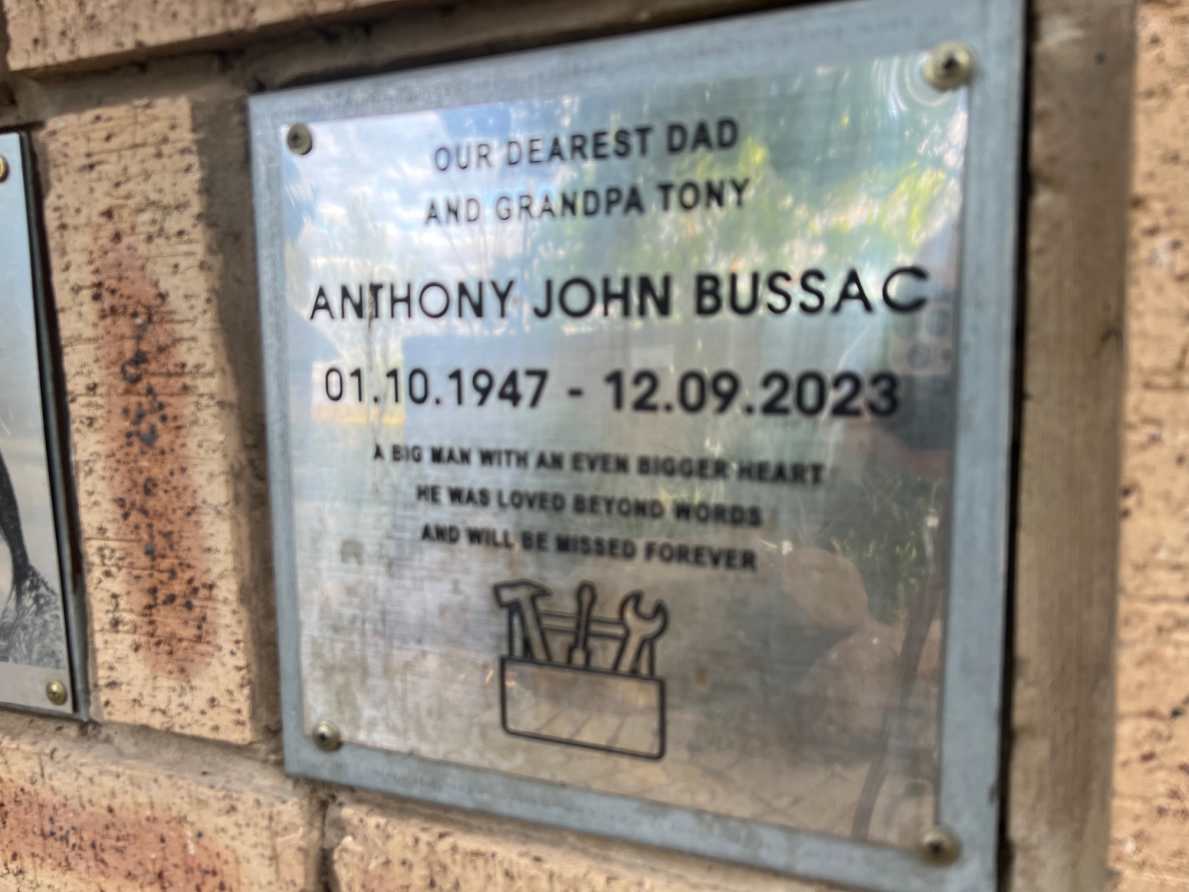 OUR DEAREST DAD
AND GRANDPA TONY
ANTHONY JOHN BUSSAC
01.10.1947 - 12.09.2023
A BIG MAN WITH AN EVEN BIGGER HEART
HE WAS LOVED BEYOND WORDS
AND WILL BE MISSED FOREVER